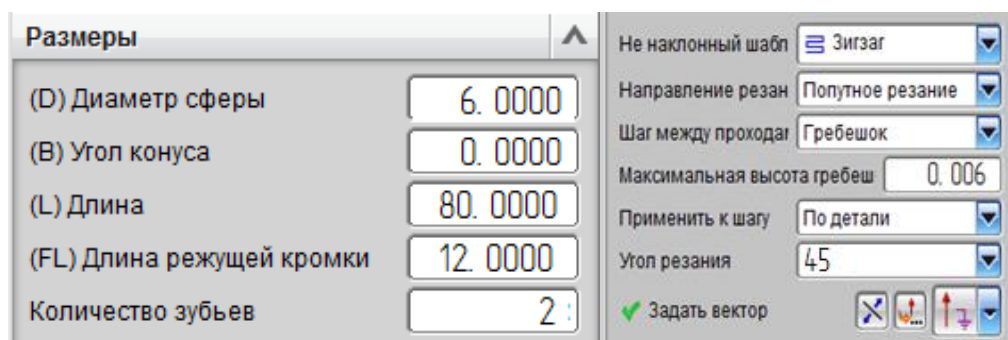 Размеры
(D) Диаметр сферы 6. 0000
(B) Угол конуса 0. 0000
(L) Длина 80. 0000
(FL) Длина режущей кромки 12. 0000
Количество зубьев 2
Не наклонный шабл Зигзаг
Направление резан Попутное резание
Шаг между проходаг Гребешок
Максимальная высота гребеш 0. 006
Применить к шагу По детали
Угол резания 45
Задать вектор